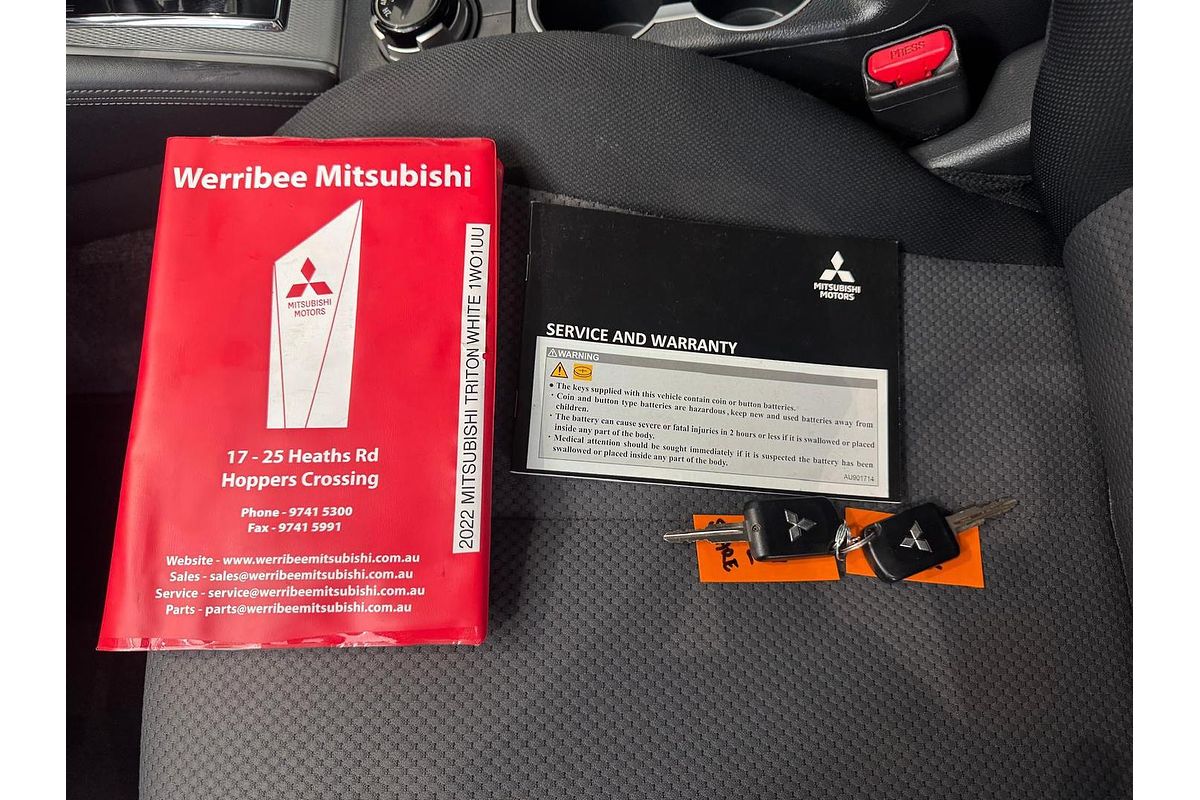 PRESS
Werribee Mitsubishi
MITSUBISHI
MOTORS
17 - 25 Heaths Rd
Hoppers Crossing
Phone - 9741 5300
Fax - 9741 5991
Website - www.werribeemitsubishi.com.au
Sales - sales@werribeemitsubishi.com.au
Service - service@werribeemitsubishi.com.au
Parts - parts@werribeemitsubishi.com.au
2022 MITSUBISHI TRITON WHITE 1WO1UU
MITSUBISHI
MOTORS
SERVICE AND WARRANTY
WARNING
• The keys supplied with this vehicle contain coin or button batteries.
· Coin and button type batteries are hazardous, keep new and used batteries away from
children.
· The battery can cause severe or fatal injuries in 2 hours or less if it is swallowed or placed
inside any part of the body.
· Medical attention should be sought immediately if it is suspected the battery has been
swallowed or placed inside any part of the body.
AU901714